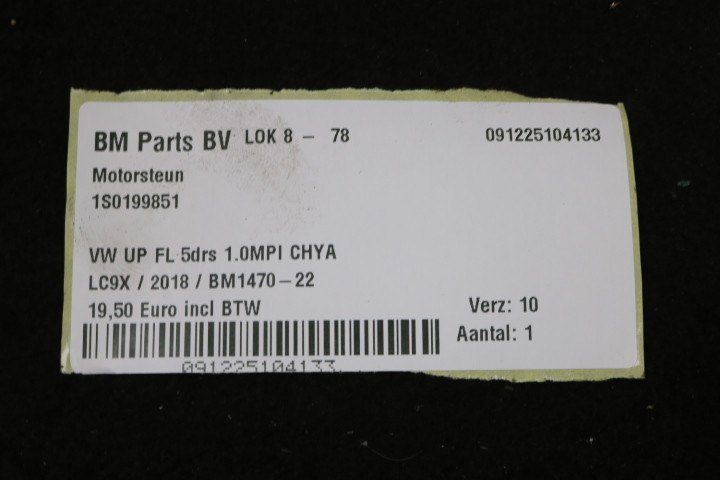 BM Parts BV LOK 8 - 78 091225104133
Motorsteun
1S0199851
VW UP FL 5drs 1.0MPI CHYA
LC9X / 2018 / BM1470-22
19,50 Euro incl BTW Verz: 10
Aantal: 1
091225104133